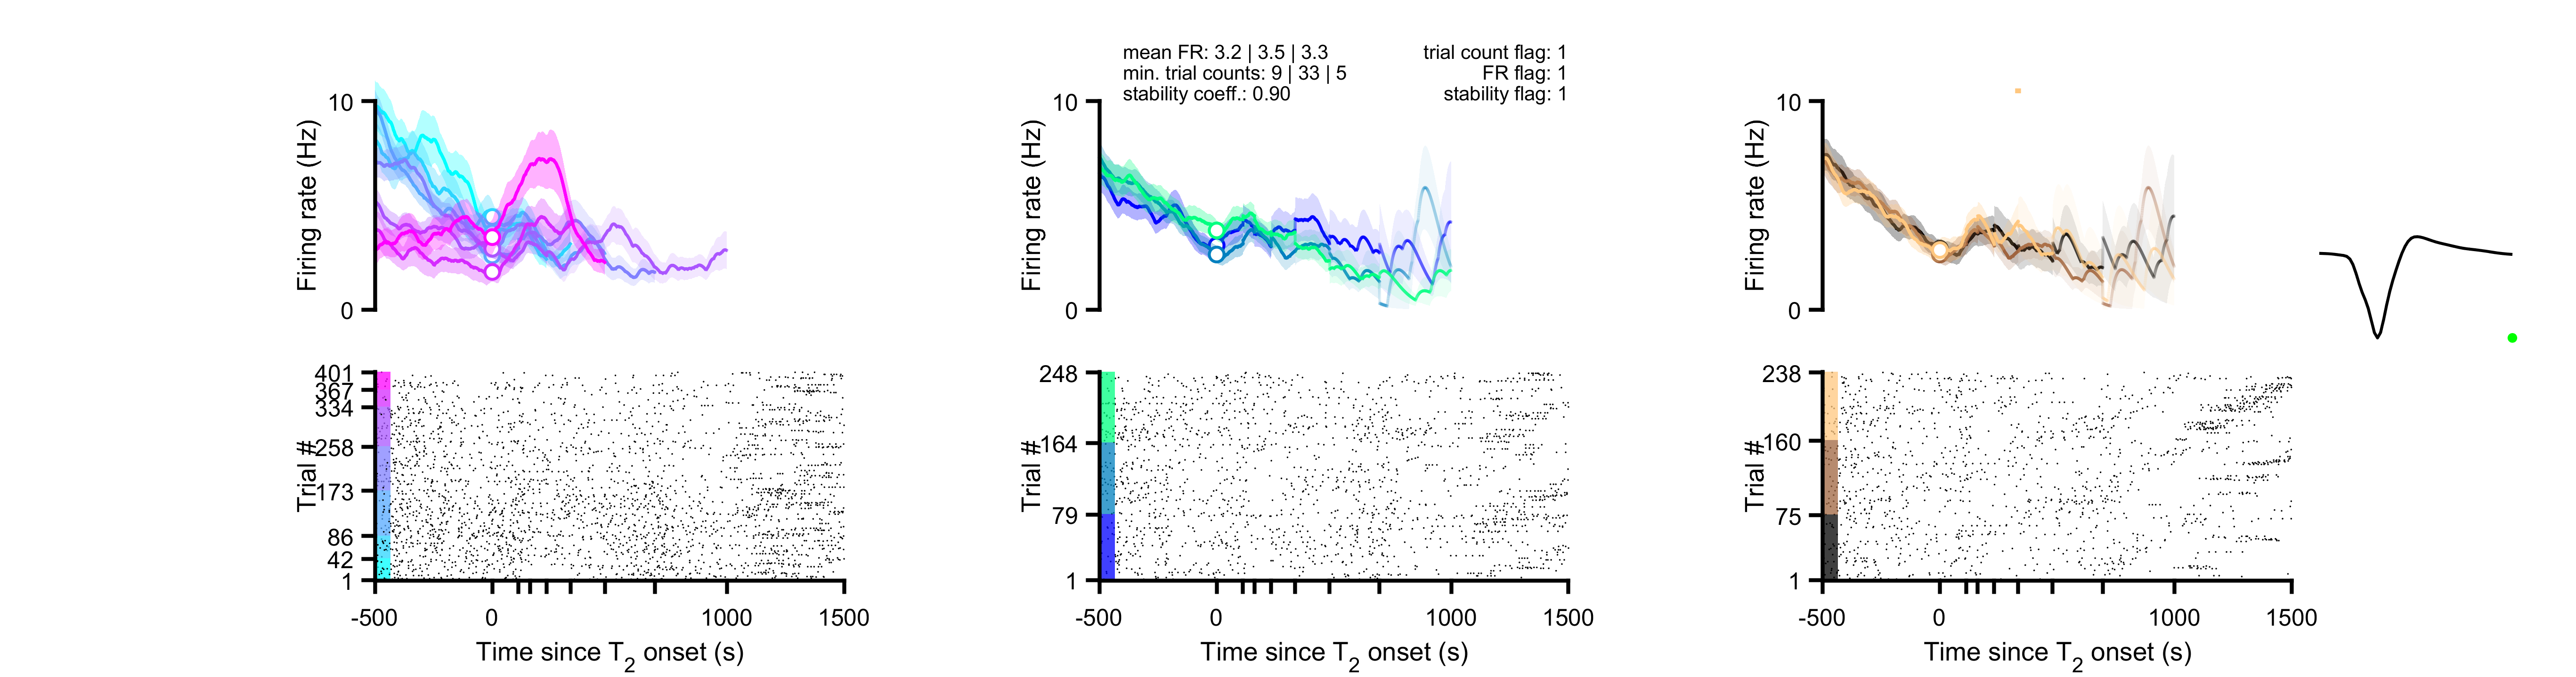 mean FR: 3.2 | 3.5 | 3.3
min. trial counts: 9 | 33 | 5
stability coeff.: 0.90
trial count flag: 1
FR flag: 1
stability flag: 1
10
Firing rate (Hz)
0
10
Firing rate (Hz)
0
10
Firing rate (Hz)
0
401
367
334
258
173
86
42
1
Trial #
-500
0
1000
1500
Time since T2 onset (s)
248
164
79
1
Trial #
-500
0
1000
1500
Time since T2 onset (s)
238
160
75
1
Trial #
-500
0
1000
1500
Time since T2 onset (s)